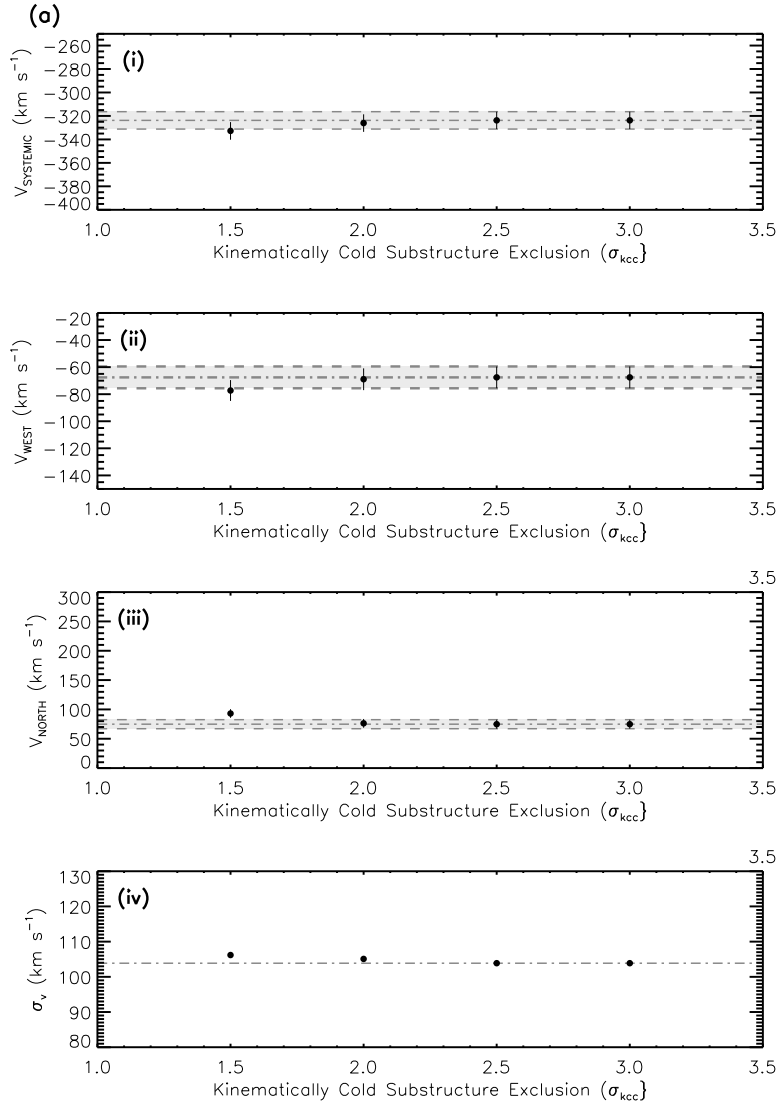 (a)
(i)
V_SYSTEMIC (km s⁻¹)
−260
−280
−300
−320
−340
−360
−380
−400
1.0 1.5 2.0 2.5 3.0 3.5
Kinematically Cold Substructure Exclusion (σ_kcc}
(ii)
V_WEST (km s⁻¹)
−20
−40
−60
−80
−100
−120
−140
1.0 1.5 2.0 2.5 3.0 3.5
Kinematically Cold Substructure Exclusion (σ_kcc}
3.5
(iii)
V_NORTH (km s⁻¹)
300
250
200
150
100
50
0
1.0 1.5 2.0 2.5 3.0 3.5
Kinematically Cold Substructure Exclusion (σ_kcc}
3.5
(iv)
σ_v (km s⁻¹)
130
120
110
100
90
80
1.0 1.5 2.0 2.5 3.0 3.5
Kinematically Cold Substructure Exclusion (σ_kcc}